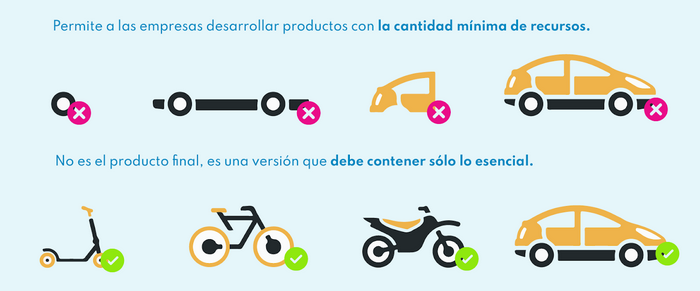 Permite a las empresas desarrollar productos con la cantidad mínima de recursos.
No es el producto final, es una versión que debe contener sólo lo esencial.